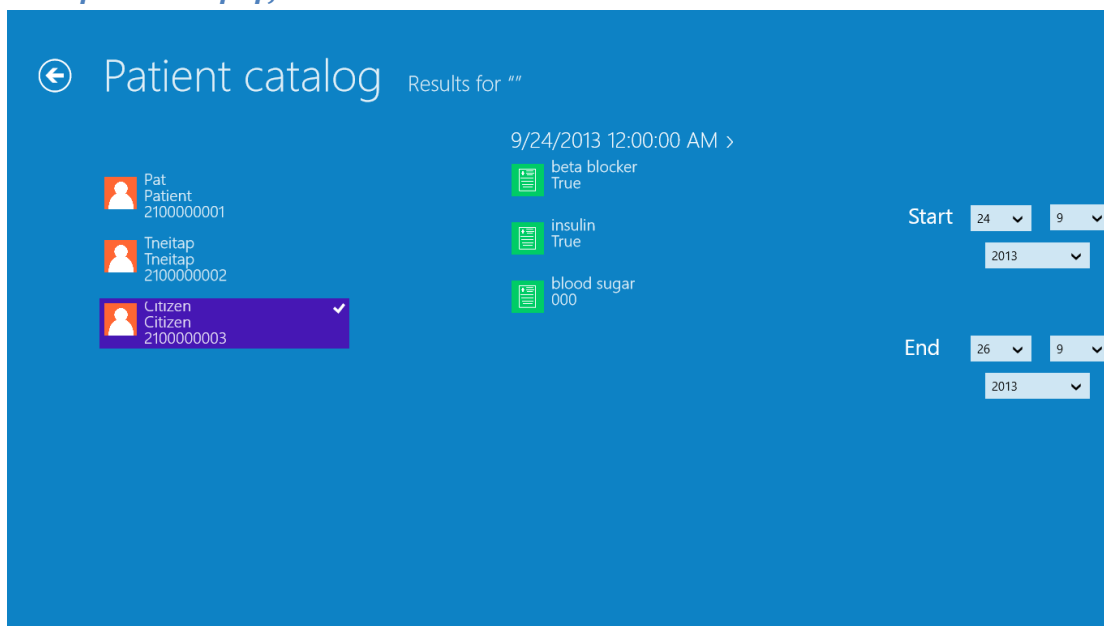 Patient catalog Results for “”
Pat
Patient
2100000001
Tneitap
Tneitap
2100000002
Citizen
Citizen
2100000003
9/24/2013 12:00:00 AM >
beta blocker
True
insulin
True
blood sugar
000
Start 24 9
2013
End 26 9
2013